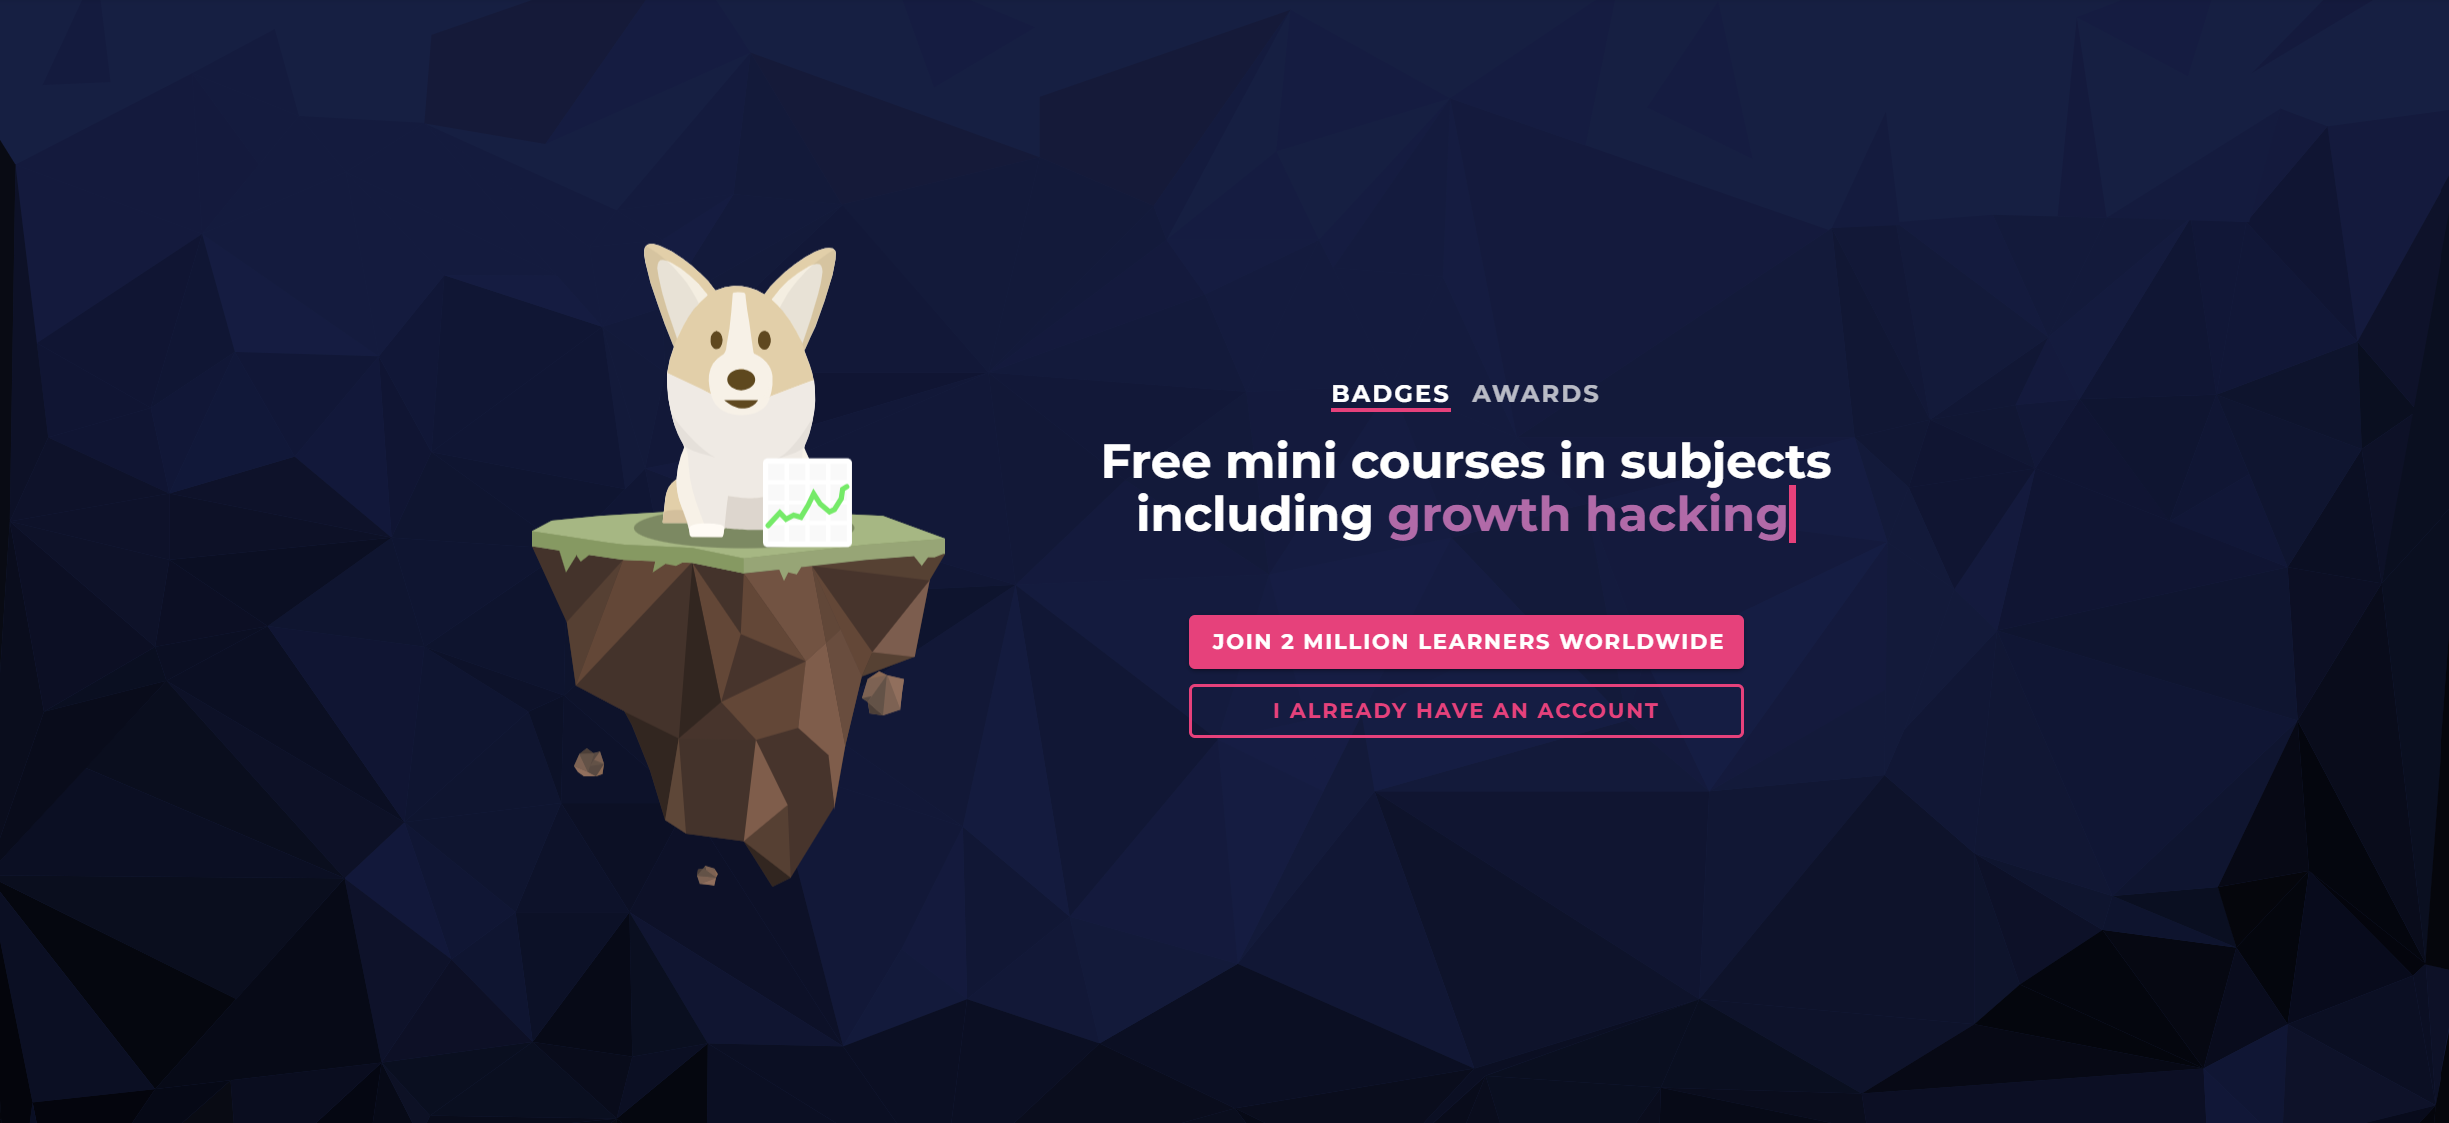 BADGES AWARDS
Free mini courses in subjects
including growth hacking
JOIN 2 MILLION LEARNERS WORLDWIDE
I ALREADY HAVE AN ACCOUNT